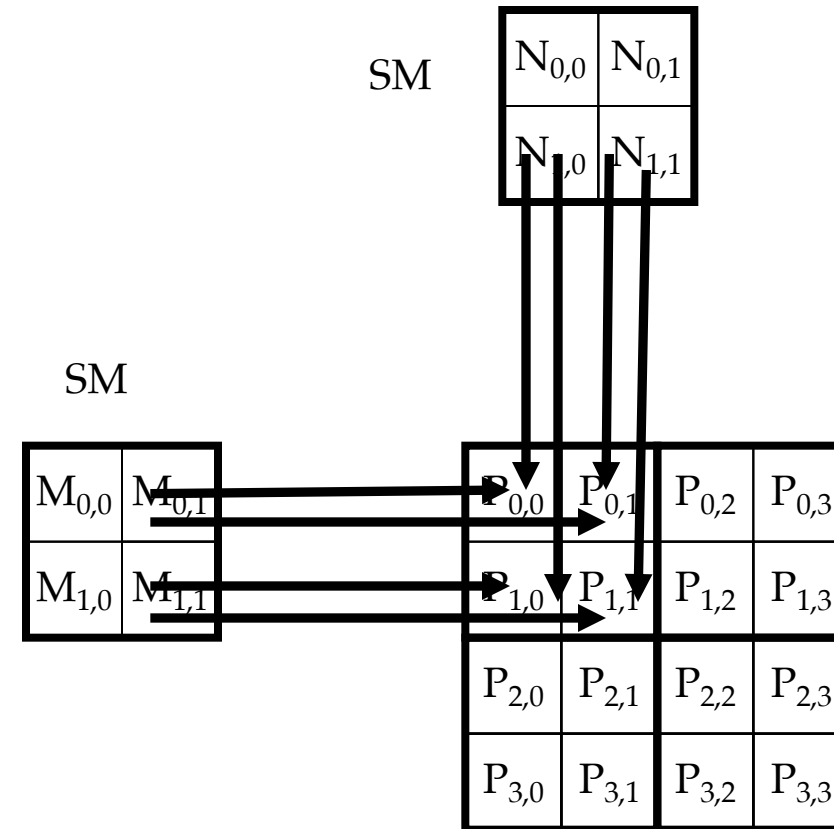 SM
N0,0 N0,1
N1,0 N1,1
SM
M0,0 M0,1
M1,0 M1,1
P0,0 P0,1 P0,2 P0,3
P1,0 P1,1 P1,2 P1,3
P2,0 P2,1 P2,2 P2,3
P3,0 P3,1 P3,2 P3,3